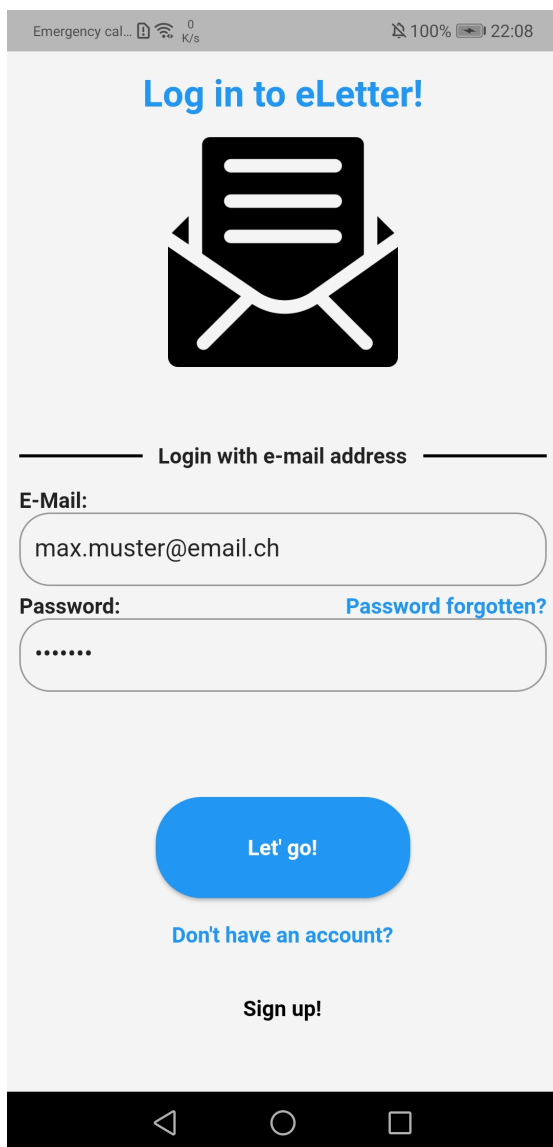 Emergency cal... 0 K/s 100% 22:08
Log in to eLetter!
Login with e-mail address
E-Mail:
max.muster@email.ch
Password: Password forgotten?
•••••••
Let' go!
Don't have an account?
Sign up!